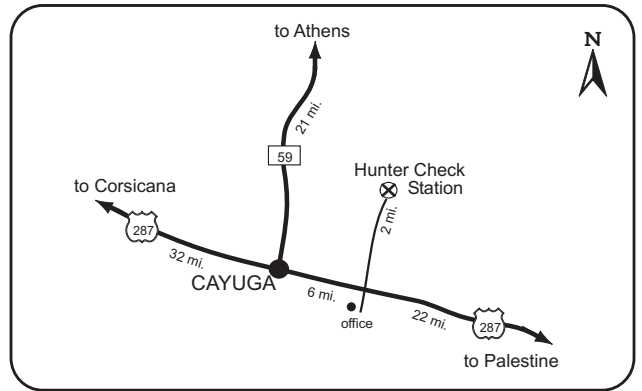 to Athens
N
21 mi.
59
Hunter Check
Station
to Corsicana
287
2 mi.
32 mi.
CAYUGA
6 mi.
office
22 mi.
287
to Palestine